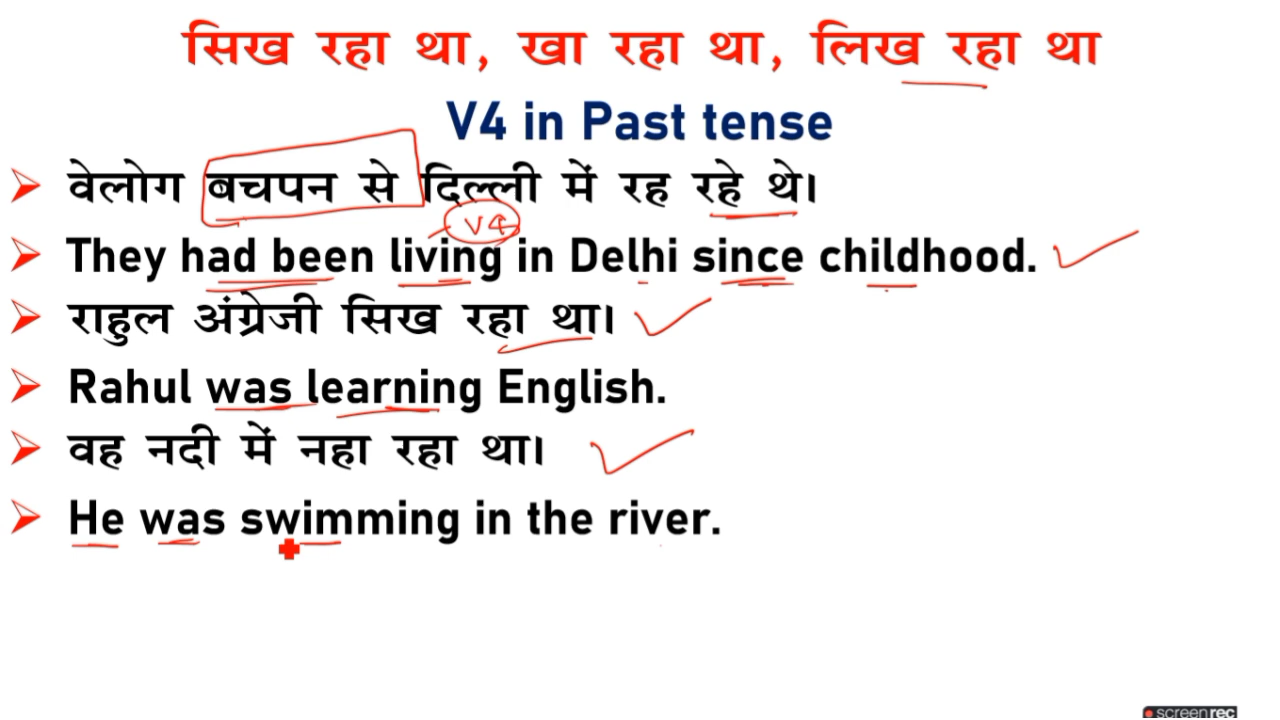 सिख रहा था, खा रहा था, लिख रहा था
V4 in Past tense
वेलोग बचपन से दिल्ली में रह रहे थे।
V4
They had been living in Delhi since childhood.
राहुल अंग्रेजी सिख रहा था।
Rahul was learning English.
वह नदी में नहा रहा था।
He was swimming in the river.
screenrec